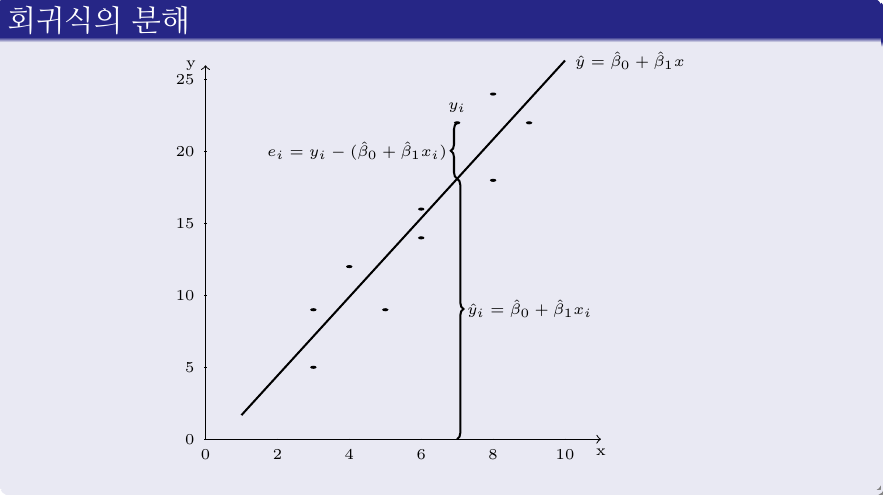 회귀식의 분해
y
ŷ = β̂₀ + β̂₁x
25
yᵢ
eᵢ = yᵢ − (β̂₀ + β̂₁xᵢ)
20
15
10
ŷᵢ = β̂₀ + β̂₁xᵢ
5
0
0 2 4 6 8 10 x